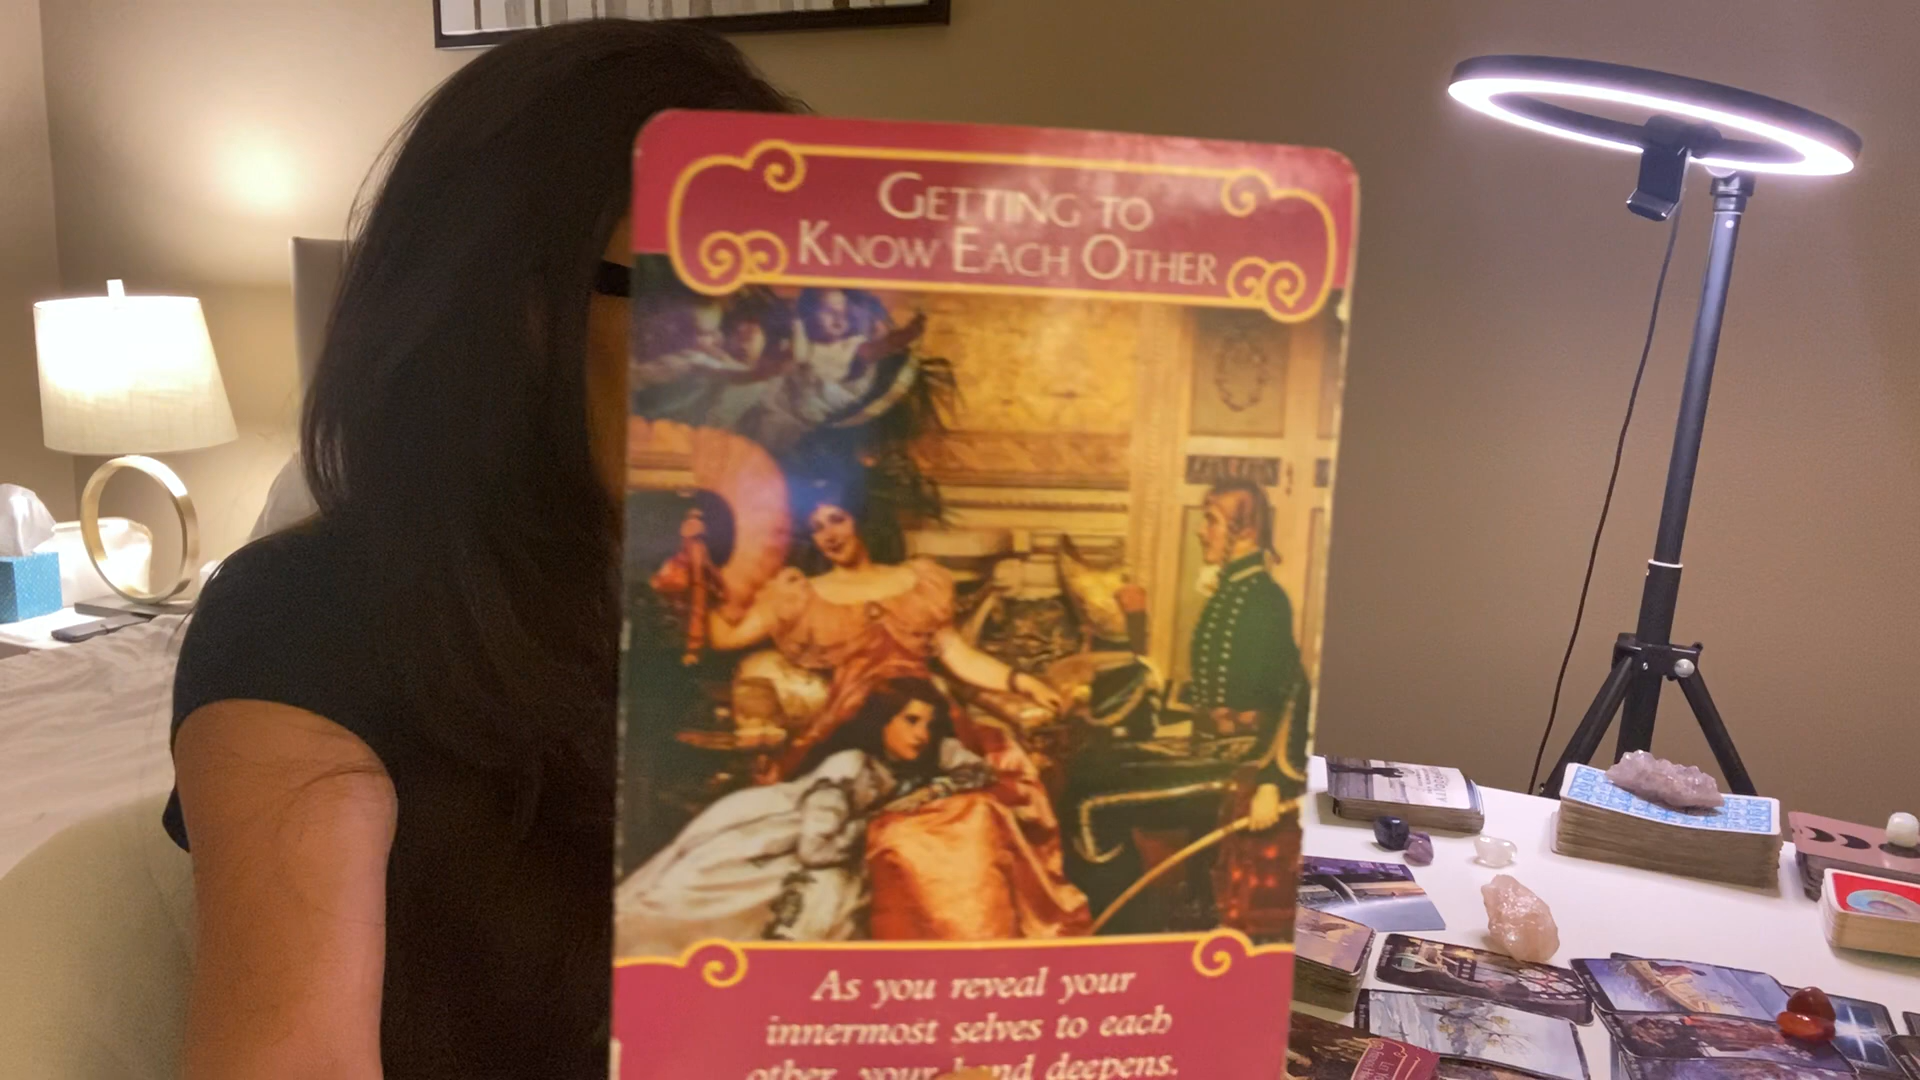 GETTING TO
KNOW EACH OTHER
As you reveal your
innermost selves to each
other, your bond deepens.